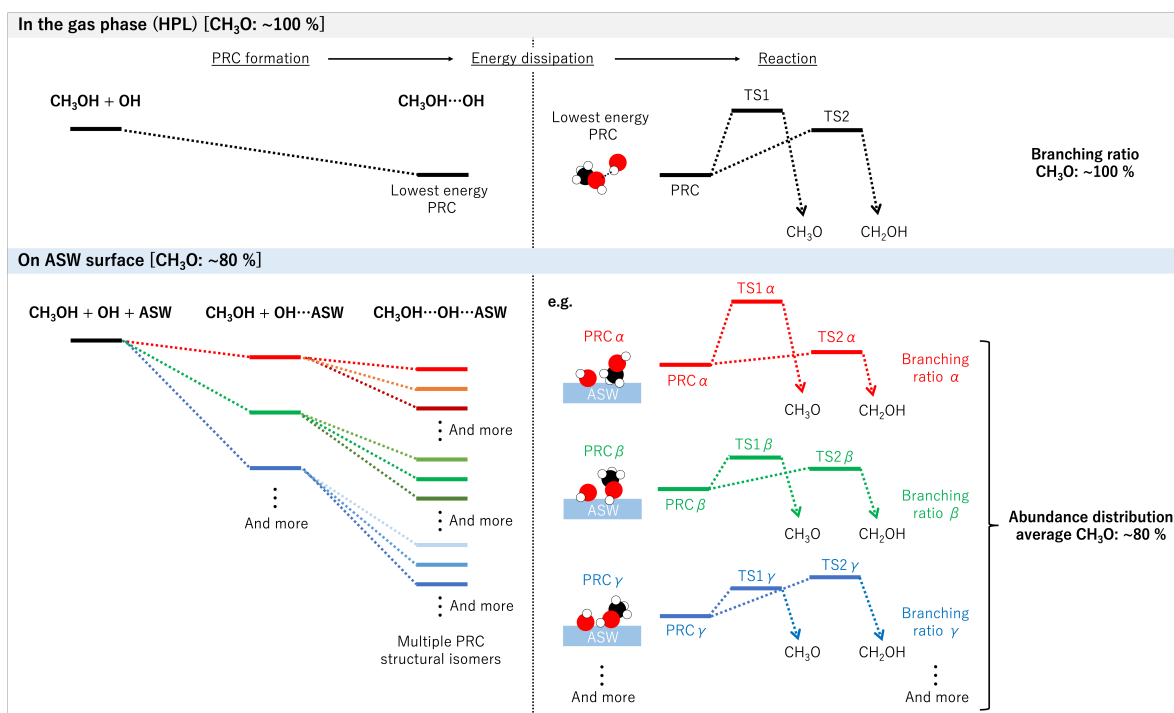 In the gas phase (HPL) [CH₃O: ~100 %]
PRC formation
Energy dissipation
Reaction
CH₃OH + OH
CH₃OH⋯OH
Lowest energy
PRC
Lowest energy
PRC
PRC
TS1
TS2
CH₃O
CH₂OH
Branching ratio
CH₃O: ~100 %
On ASW surface [CH₃O: ~80 %]
CH₃OH + OH + ASW
CH₃OH + OH⋯ASW
CH₃OH⋯OH⋯ASW
And more
And more
And more
And more
Multiple PRC
structural isomers
e.g.
PRC α
ASW
PRC α
TS1 α
TS2 α
CH₃O
CH₂OH
Branching
ratio α
PRC β
ASW
PRC β
TS1 β
TS2 β
CH₃O
CH₂OH
Branching
ratio β
PRC γ
ASW
PRC γ
TS1 γ
TS2 γ
CH₃O
CH₂OH
Branching
ratio γ
And more
And more
Abundance distribution
average CH₃O: ~80 %